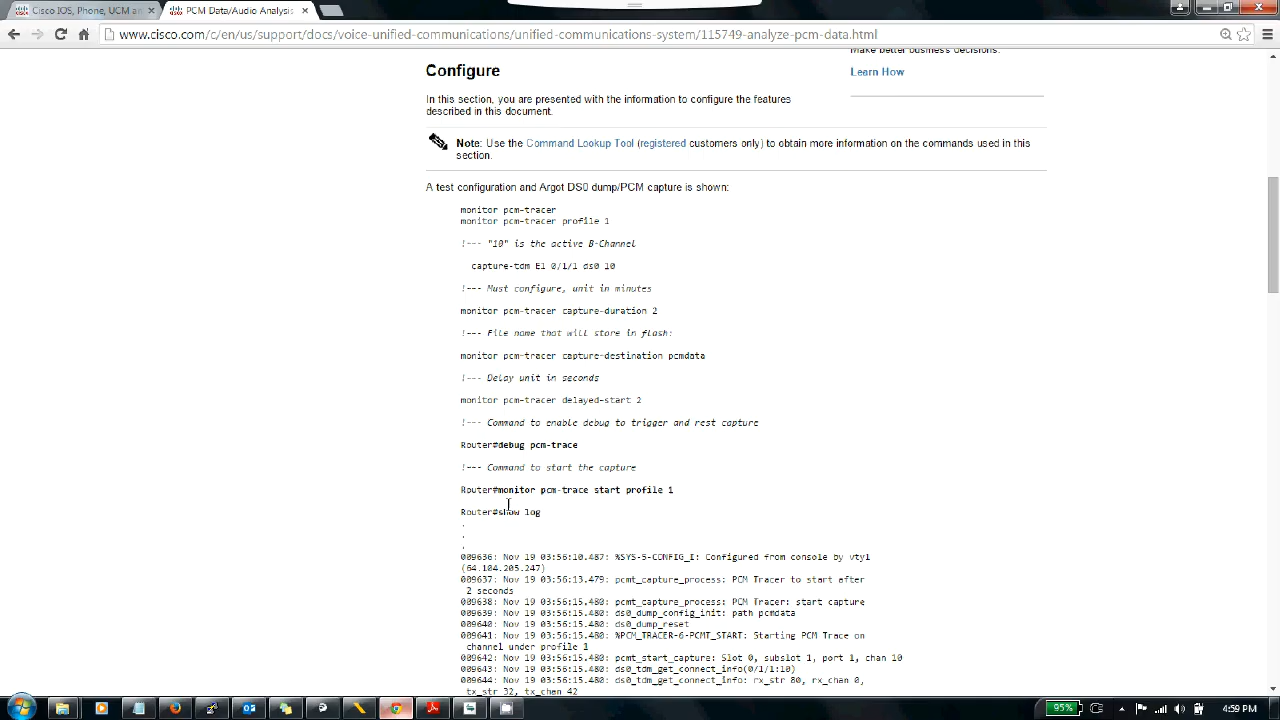 Cisco IOS, Phone, UCM an
PCM Data/Audio Analysis
www.cisco.com/c/en/us/support/docs/voice-unified-communications/unified-communications-system/115749-analyze-pcm-data.html
Make better business decisions.
Learn How
Configure
In this section, you are presented with the information to configure the features
described in this document.
Note: Use the Command Lookup Tool (registered customers only) to obtain more information on the commands used in this
section.
A test configuration and Argot DS0 dump/PCM capture is shown:
monitor pcm-tracer
monitor pcm-tracer profile 1
!--- "10" is the active B-Channel
capture-tdm E1 0/1/1 ds0 10
!--- Must configure, unit in minutes
monitor pcm-tracer capture-duration 2
!--- File name that will store in flash:
monitor pcm-tracer capture-destination pcmdata
!--- Delay unit in seconds
monitor pcm-tracer delayed-start 2
!--- Command to enable debug to trigger and rest capture
Router#debug pcm-trace
!--- Command to start the capture
Router#monitor pcm-trace start profile 1
Router#show log
.
.
.
009636: Nov 19 03:56:10.487: %SYS-5-CONFIG_I: Configured from console by vty1
(64.104.205.247)
009637: Nov 19 03:56:13.479: pcmt_capture_process: PCM Tracer to start after
2 seconds
009638: Nov 19 03:56:15.480: pcmt_capture_process: PCM Tracer: start capture
009639: Nov 19 03:56:15.480: ds0_dump_config_init: path pcmdata
009640: Nov 19 03:56:15.480: ds0_dump_reset
009641: Nov 19 03:56:15.480: %PCM_TRACER-6-PCMT_START: Starting PCM Trace on
channel under profile 1
009642: Nov 19 03:56:15.480: pcmt_start_capture: Slot 0, subslot 1, port 1, chan 10
009643: Nov 19 03:56:15.480: ds0_tdm_get_connect_info(0/1/1:10)
009644: Nov 19 03:56:15.480: ds0_tdm_get_connect_info: rx_str 80, rx_chan 0,
tx_str 32, tx_chan 42
95%
4:59 PM